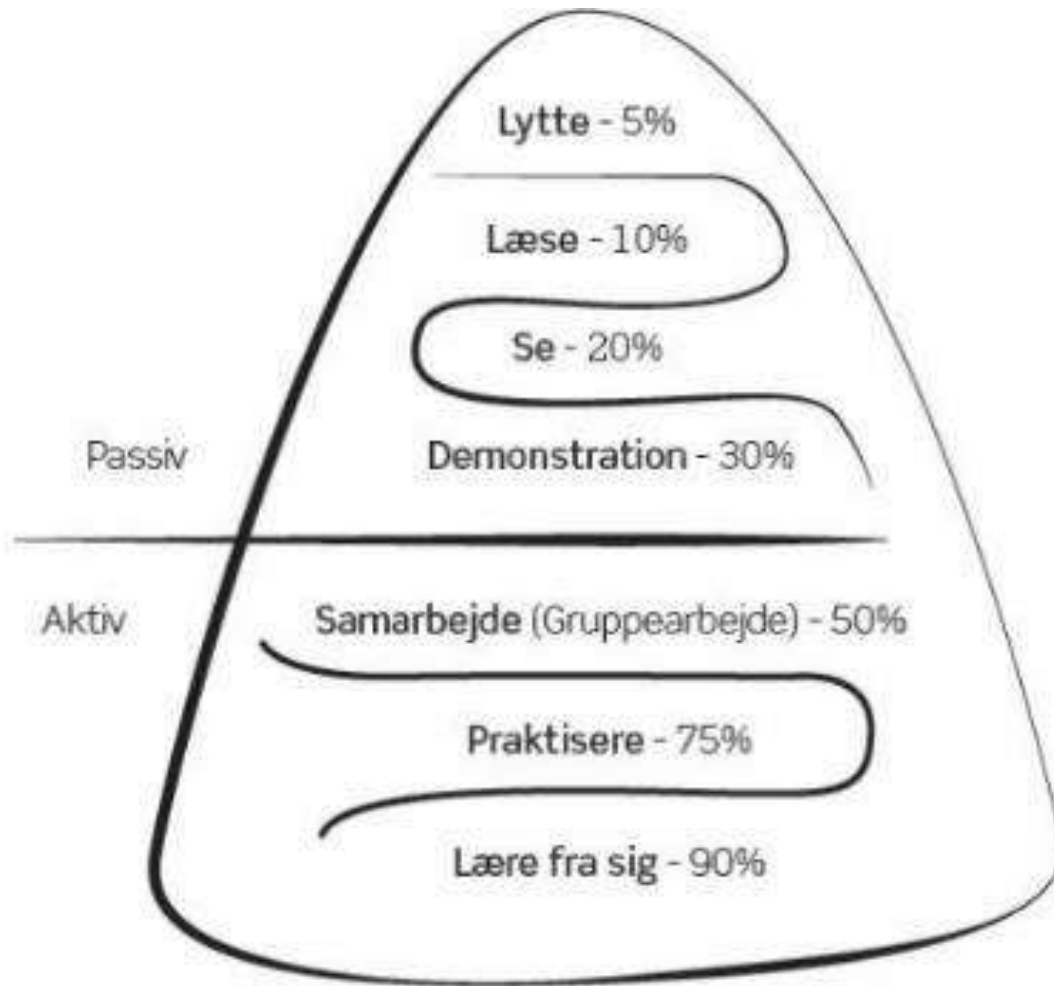 Lytte - 5%
Læse - 10%
Se - 20%
Passiv
Demonstration - 30%
Aktiv
Samarbejde (Gruppearbejde) - 50%
Praktisere - 75%
Lære fra sig - 90%